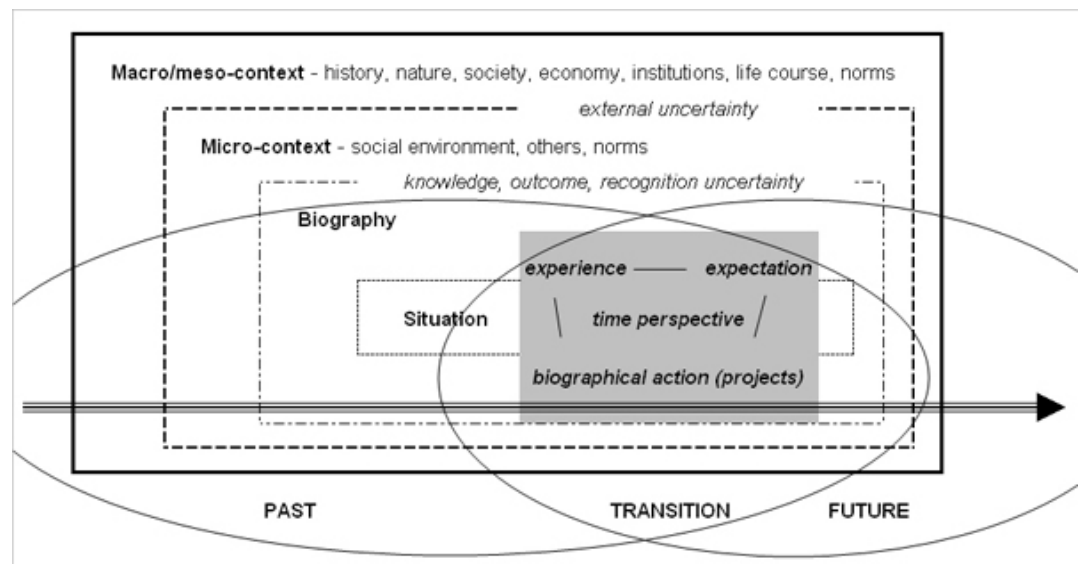 Macro/meso-context - history, nature, society, economy, institutions, life course, norms
external uncertainty
Micro-context - social environment, others, norms
knowledge, outcome, recognition uncertainty
Biography
experience
expectation
Situation
time perspective
biographical action (projects)
PAST
TRANSITION
FUTURE